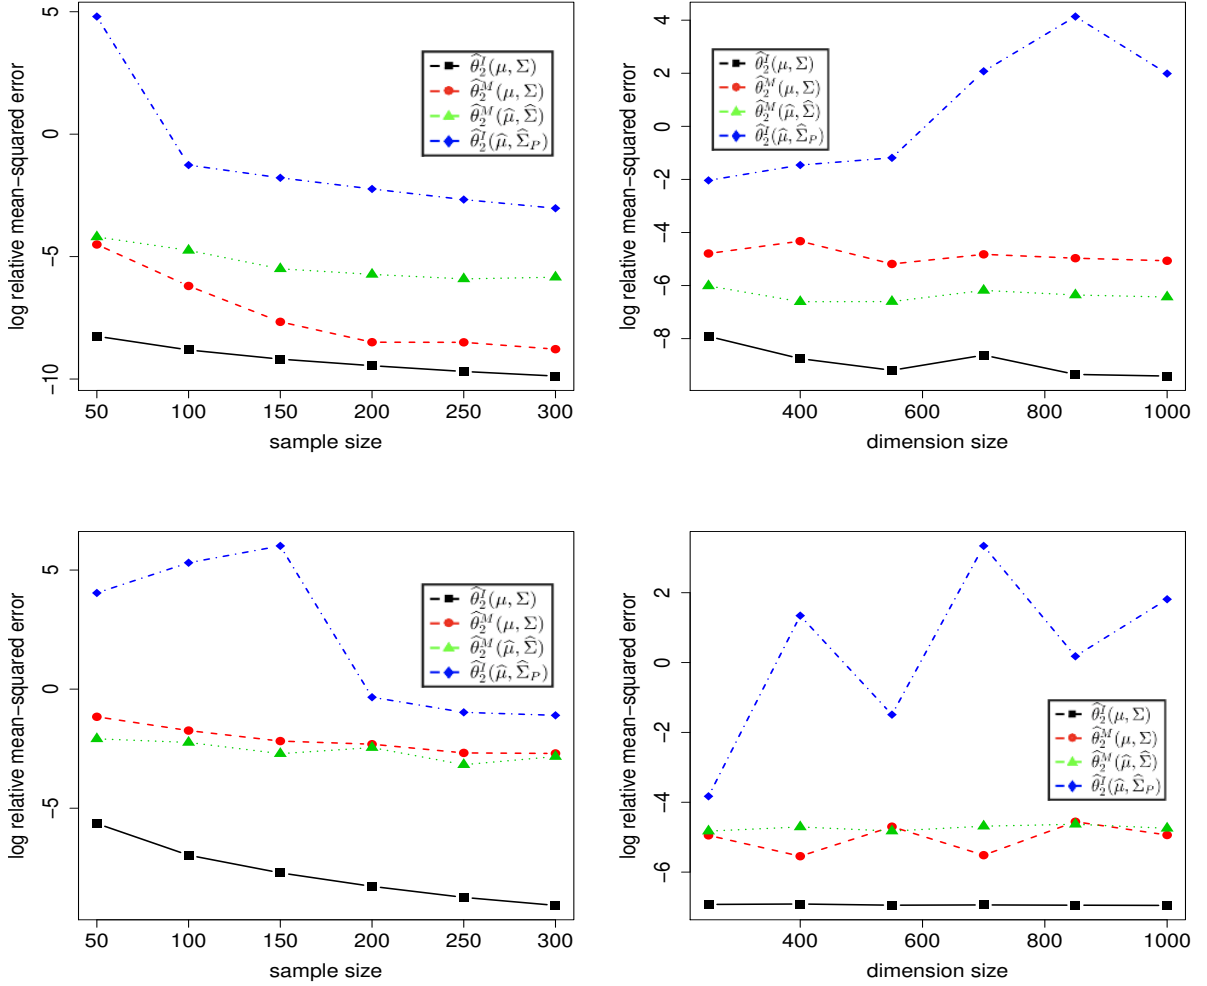 log relative mean−squared error
5
0
−5
−10
θ̂₂ᴵ(μ, Σ)
θ̂₂ᴹ(μ, Σ)
θ̂₂ᴹ(μ̂, Σ̂)
θ̂₂ᴵ(μ̂, Σ̂_P)
50 100 150 200 250 300
sample size
log relative mean−squared error
4
2
0
−2
−4
−6
−8
θ̂₂ᴵ(μ, Σ)
θ̂₂ᴹ(μ, Σ)
θ̂₂ᴹ(μ̂, Σ̂)
θ̂₂ᴵ(μ̂, Σ̂_P)
400 600 800 1000
dimension size
log relative mean−squared error
5
0
−5
θ̂₂ᴵ(μ, Σ)
θ̂₂ᴹ(μ, Σ)
θ̂₂ᴹ(μ̂, Σ̂)
θ̂₂ᴵ(μ̂, Σ̂_P)
50 100 150 200 250 300
sample size
log relative mean−squared error
2
0
−2
−4
−6
θ̂₂ᴵ(μ, Σ)
θ̂₂ᴹ(μ, Σ)
θ̂₂ᴹ(μ̂, Σ̂)
θ̂₂ᴵ(μ̂, Σ̂_P)
400 600 800 1000
dimension size